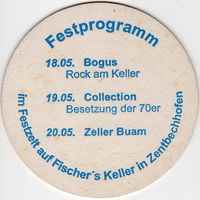 Festprogramm
18.05. Bogus
Rock am Keller
19.05. Collection
Besetzung der 70er
20.05. Zeller Buam
im Festzelt auf Fischer´s Keller in Zentbechhofen